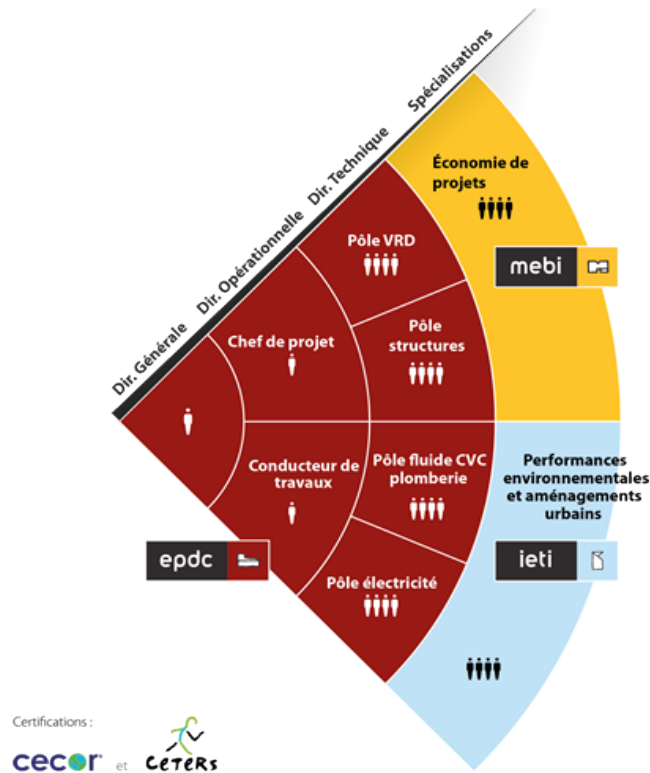 Spécialisations
Dir. Technique
Dir. Opérationnelle
Dir. Générale
Économie de
projets
mebi
Pôle VRD
Pôle
structures
Chef de projet
Conducteur de
travaux
Pôle fluide CVC
plomberie
Pôle électricité
epdc
Performances
environnementales
et aménagements
urbains
ieti
Certifications :
cecor et CETERS